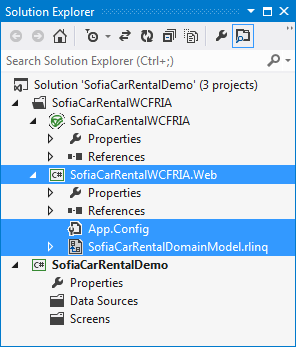 Solution Explorer
Search Solution Explorer (Ctrl+;)
Solution 'SofiaCarRentalDemo' (3 projects)
SofiaCarRentalWCFRIA
SofiaCarRentalWCFRIA
Properties
References
C# SofiaCarRentalWCFRIA.Web
Properties
References
App.Config
SofiaCarRentalDomainModel.rlinq
C# SofiaCarRentalDemo
Properties
Data Sources
Screens